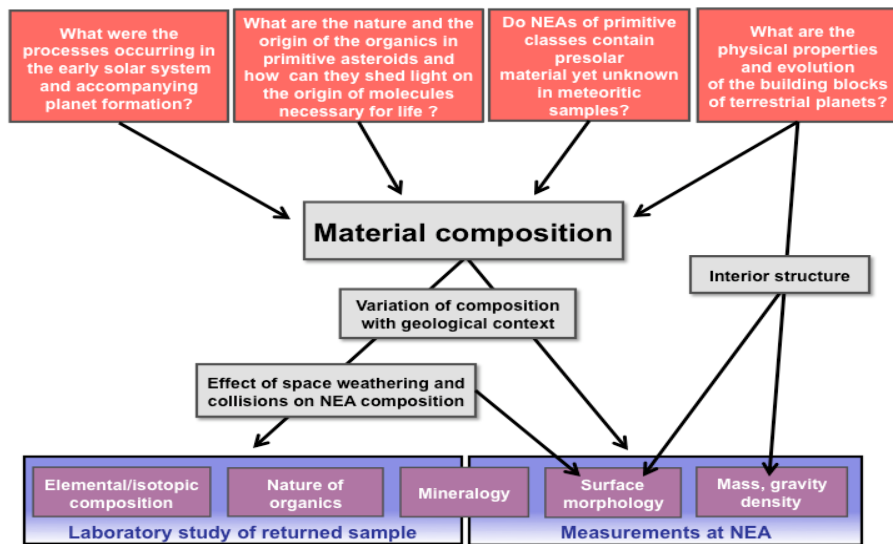 What were the
processes occurring in
the early solar system
and accompanying
planet formation?
What are the nature and the
origin of the organics in
primitive asteroids and
how can they shed light on
the origin of molecules
necessary for life ?
Do NEAs of primitive
classes contain
presolar
material yet unknown
in meteoritic
samples?
What are the
physical properties
and evolution
of the building blocks
of terrestrial planets?
Material composition
Interior structure
Variation of composition
with geological context
Effect of space weathering and
collisions on NEA composition
Elemental/isotopic
composition
Nature of
organics
Mineralogy
Surface
morphology
Mass, gravity
density
Laboratory study of returned sample
Measurements at NEA